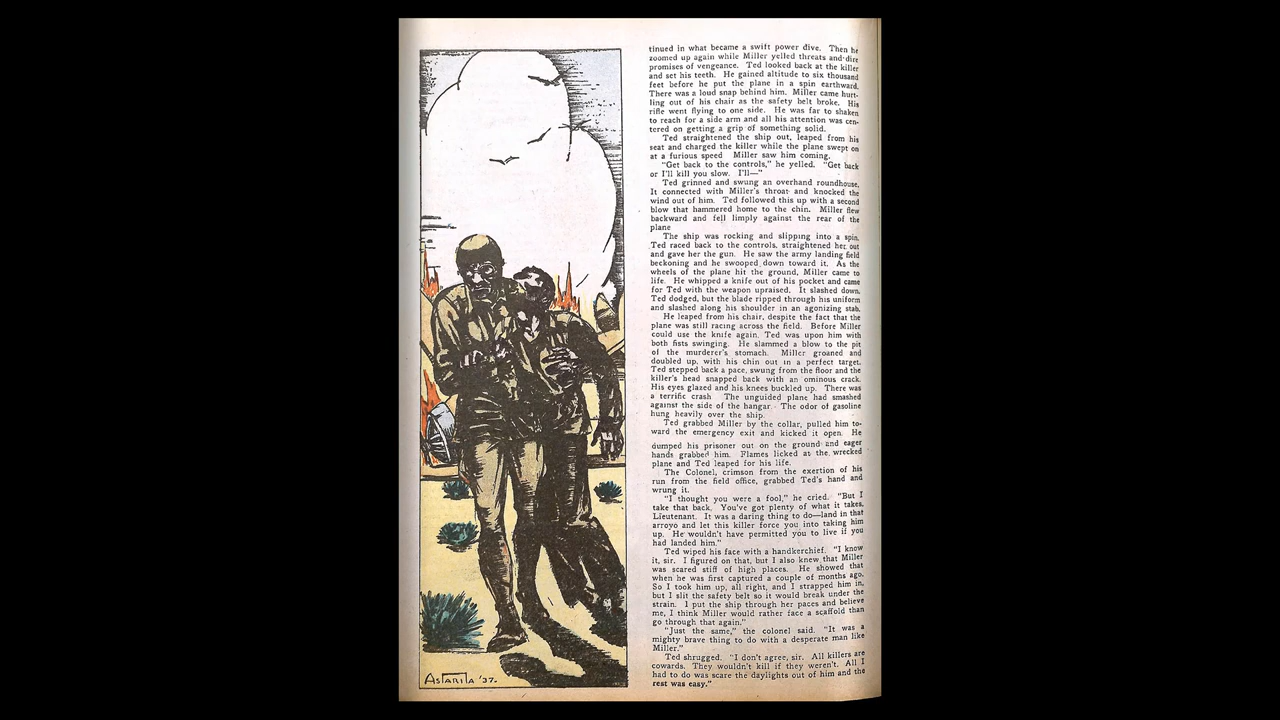 tinued in what became a swift power dive. Then he
zoomed up again while Miller yelled threats and dire
promises of vengeance. Ted looked back at the killer
and set his teeth. He gained altitude to six thousand
feet before he put the plane in a spin earthward.
There was a loud snap behind him. Miller came hurt-
ling out of his chair as the safety belt broke. His
rifle went flying to one side. He was far to shaken
to reach for a side arm and all his attention was cen-
tered on getting a grip of something solid.
Ted straightened the ship out, leaped from his
seat and charged the killer while the plane swept on
at a furious speed Miller saw him coming.
"Get back to the controls," he yelled. "Get back
or I'll kill you slow. I'll—"
Ted grinned and swung an overhand roundhouse.
It connected with Miller's throat and knocked the
wind out of him. Ted followed this up with a second
blow that hammered home to the chin. Miller flew
backward and fell limply against the rear of the
plane
The ship was rocking and slipping into a spin.
Ted raced back to the controls, straightened her out
and gave her the gun. He saw the army landing field
beckoning and he swooped down toward it. As the
wheels of the plane hit the ground, Miller came to
life. He whipped a knife out of his pocket and came
for Ted with the weapon upraised. It slashed down.
Ted dodged, but the blade ripped through his uniform
and slashed along his shoulder in an agonizing stab.
He leaped from his chair, despite the fact that the
plane was still racing across the field. Before Miller
could use the knife again, Ted was upon him with
both fists swinging. He slammed a blow to the pit
of the murderer's stomach. Miller groaned and
doubled up, with his chin out in a perfect target.
Ted stepped back a pace, swung from the floor and the
killer's head snapped back with an ominous crack.
His eyes glazed and his knees buckled up. There was
a terrific crash The unguided plane had smashed
against the side of the hangar. The odor of gasoline
hung heavily over the ship.
Ted grabbed Miller by the collar, pulled him to-
ward the emergency exit and kicked it open. He
dumped his prisoner out on the ground and eager
hands grabbed him. Flames licked at the wrecked
plane and Ted leaped for his life.
The Colonel, crimson from the exertion of his
run from the field office, grabbed Ted's hand and
wrung it.
"I thought you were a fool," he cried. "But I
take that back. You've got plenty of what it takes,
Lieutenant. It was a daring thing to do—land in that
arroyo and let this killer force you into taking him
up. He wouldn't have permitted you to live if you
had landed him."
Ted wiped his face with a handkerchief. "I know
it, sir. I figured on that, but I also knew that Miller
was scared stiff of high places. He showed that
when he was first captured a couple of months ago.
So I took him up, all right, and I strapped him in,
but I slit the safety belt so it would break under the
strain. I put the ship through her paces and believe
me, I think Miller would rather face a scaffold than
go through that again."
"Just the same," the colonel said. "It was a
mighty brave thing to do with a desperate man like
Miller."
Ted shrugged. "I don't agree, sir. All killers are
cowards. They wouldn't kill if they weren't. All I
had to do was scare the daylights out of him and the
rest was easy."
ASTARITA '37.